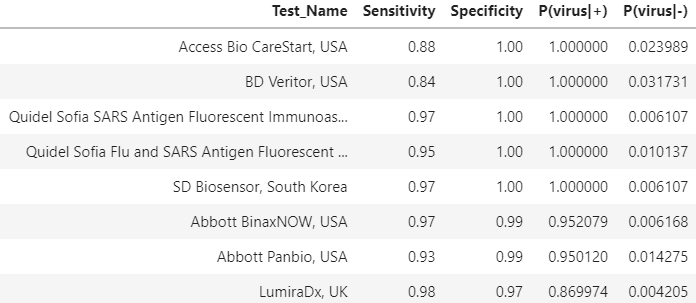 Test_Name Sensitivity Specificity P(virus|+) P(virus|-)
Access Bio CareStart, USA 0.88 1.00 1.000000 0.023989
BD Veritor, USA 0.84 1.00 1.000000 0.031731
Quidel Sofia SARS Antigen Fluorescent Immunoas... 0.97 1.00 1.000000 0.006107
Quidel Sofia Flu and SARS Antigen Fluorescent ... 0.95 1.00 1.000000 0.010137
SD Biosensor, South Korea 0.97 1.00 1.000000 0.006107
Abbott BinaxNOW, USA 0.97 0.99 0.952079 0.006168
Abbott Panbio, USA 0.93 0.99 0.950120 0.014275
LumiraDx, UK 0.98 0.97 0.869974 0.004205